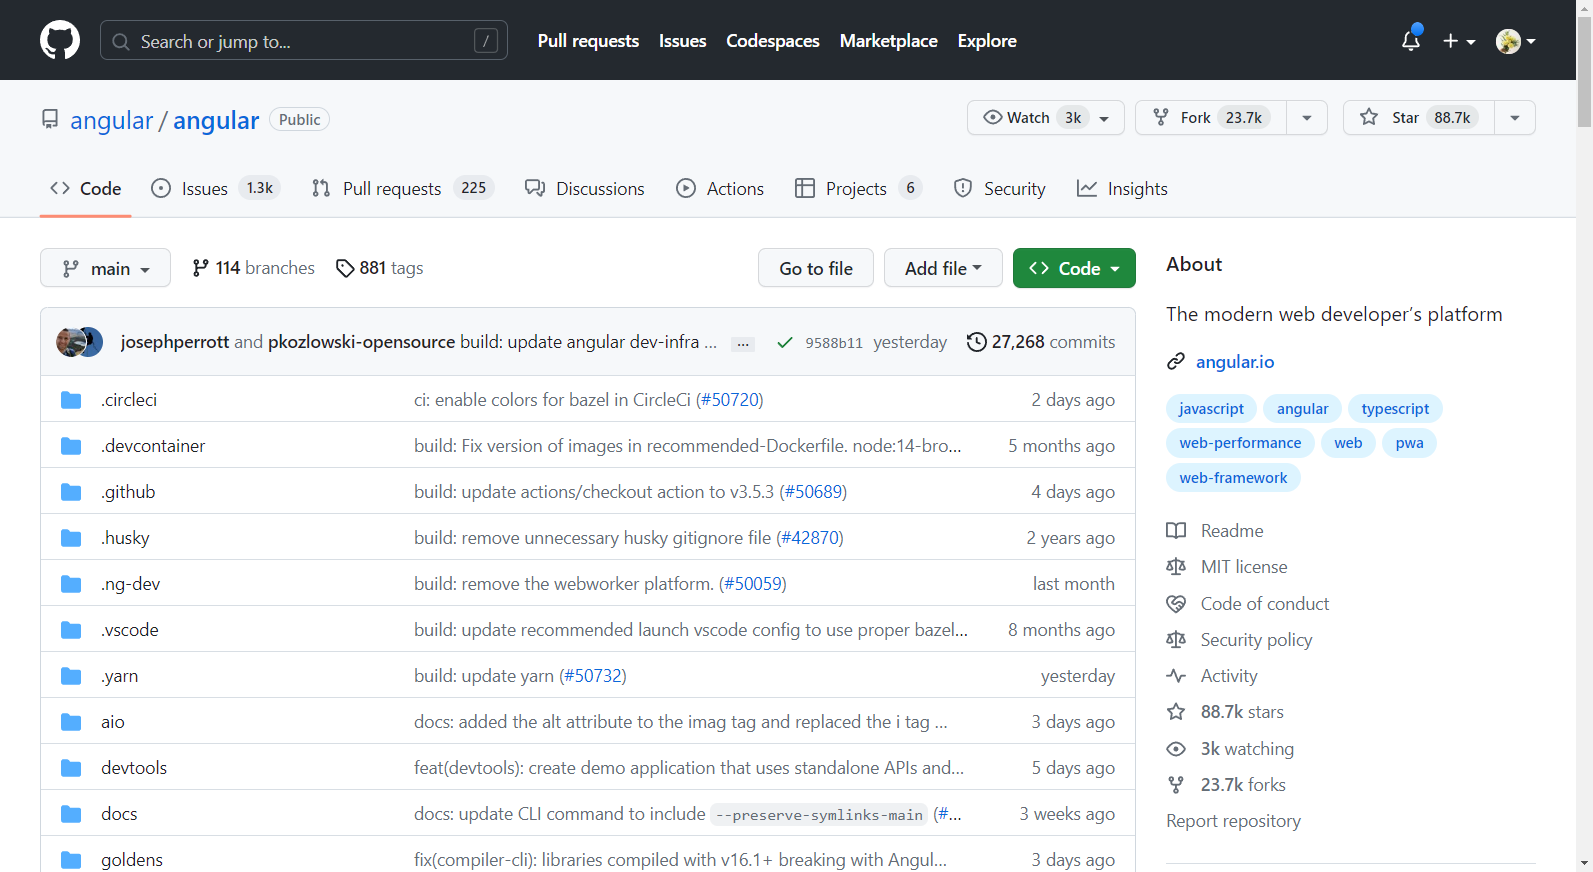 Search or jump to... /
Pull requests Issues Codespaces Marketplace Explore
angular / angular Public
Watch 3k Fork 23.7k Star 88.7k
Code Issues 1.3k Pull requests 225 Discussions Actions Projects 6 Security Insights
main 114 branches 881 tags Go to file Add file Code
josephperrott and pkozlowski-opensource build: update angular dev-infra ... ... 9588b11 yesterday 27,268 commits
.circleci ci: enable colors for bazel in CircleCi (#50720) 2 days ago
.devcontainer build: Fix version of images in recommended-Dockerfile. node:14-bro... 5 months ago
.github build: update actions/checkout action to v3.5.3 (#50689) 4 days ago
.husky build: remove unnecessary husky gitignore file (#42870) 2 years ago
.ng-dev build: remove the webworker platform. (#50059) last month
.vscode build: update recommended launch vscode config to use proper bazel... 8 months ago
.yarn build: update yarn (#50732) yesterday
aio docs: added the alt attribute to the imag tag and replaced the i tag ... 3 days ago
devtools feat(devtools): create demo application that uses standalone APIs and... 5 days ago
docs docs: update CLI command to include --preserve-symlinks-main (#... 3 weeks ago
goldens fix(compiler-cli): libraries compiled with v16.1+ breaking with Angul... 3 days ago
About
The modern web developer's platform
angular.io
javascript angular typescript
web-performance web pwa
web-framework
Readme
MIT license
Code of conduct
Security policy
Activity
88.7k stars
3k watching
23.7k forks
Report repository